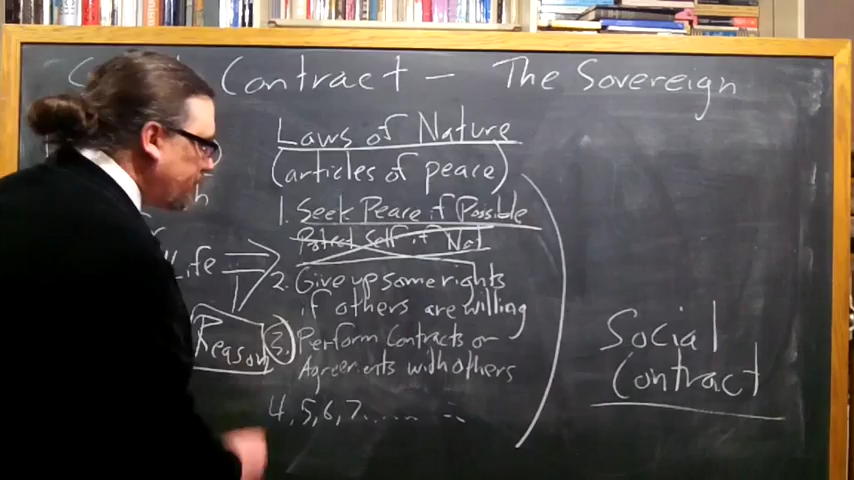 Contract - The Sovereign
Laws of Nature
(articles of peace)
1. Seek Peace if Possible
Protect Self if Not
Life
2. Give up some rights
if others are willing
Reason
3. Perform Contracts or
Agreements with others
4, 5, 6, 7.....
Social
Contract